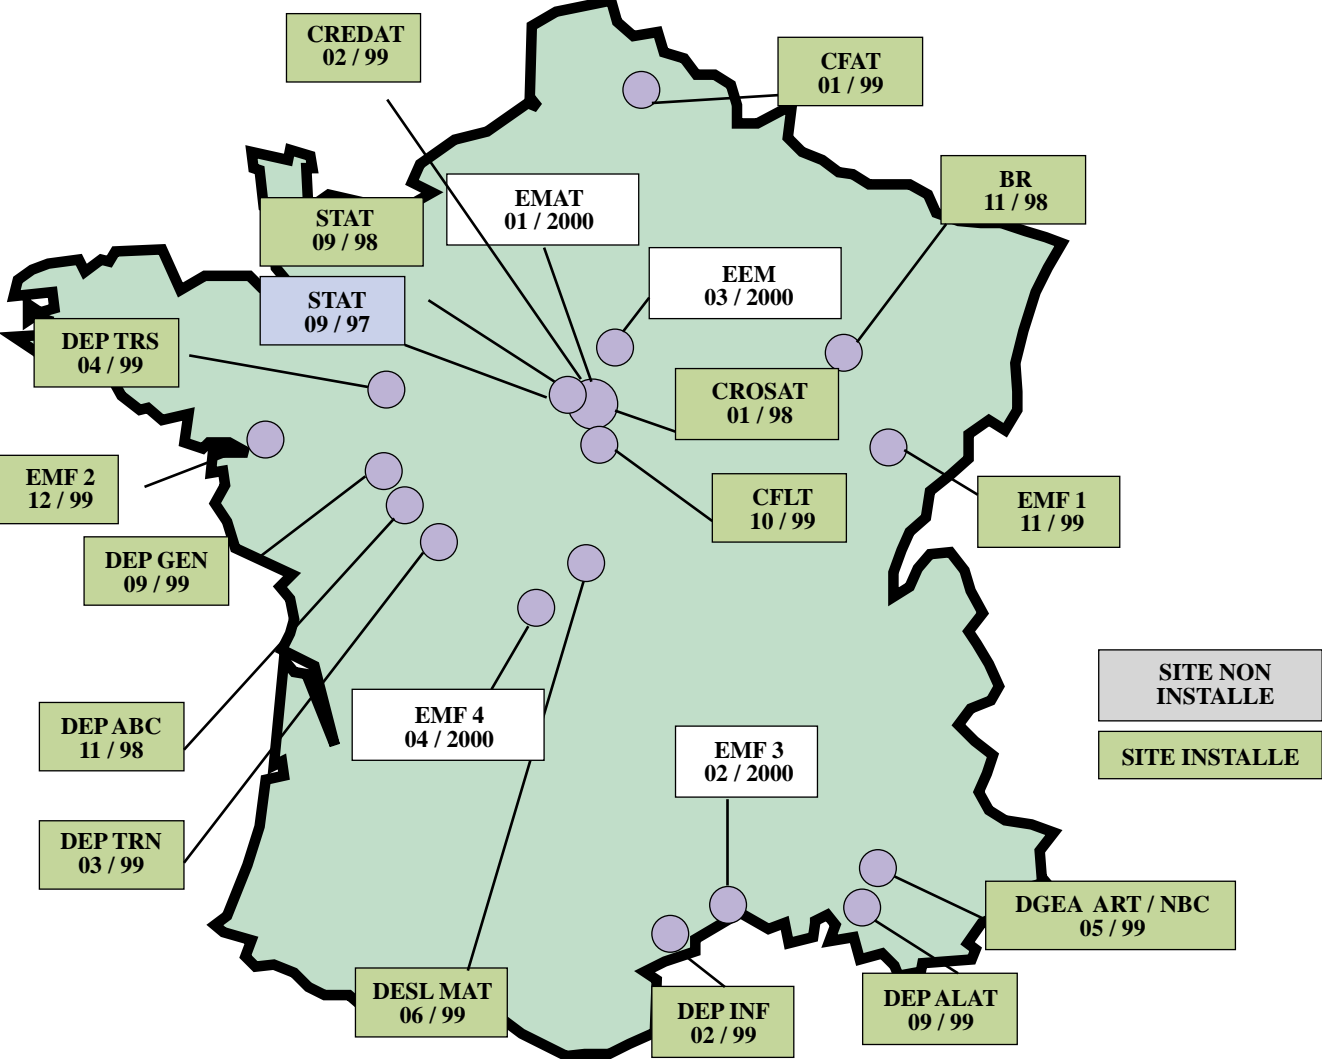 CREDAT
02 / 99
CFAT
01 / 99
BR
11 / 98
EMAT
01 / 2000
STAT
09 / 98
EEM
03 / 2000
STAT
09 / 97
DEP TRS
04 / 99
CROSAT
01 / 98
EMF 2
12 / 99
CFLT
10 / 99
EMF 1
11 / 99
DEP GEN
09 / 99
SITE NON
INSTALLE
DEP ABC
11 / 98
EMF 4
04 / 2000
EMF 3
02 / 2000
SITE INSTALLE
DEP TRN
03 / 99
DGEA ART / NBC
05 / 99
DESL MAT
06 / 99
DEP INF
02 / 99
DEP ALAT
09 / 99